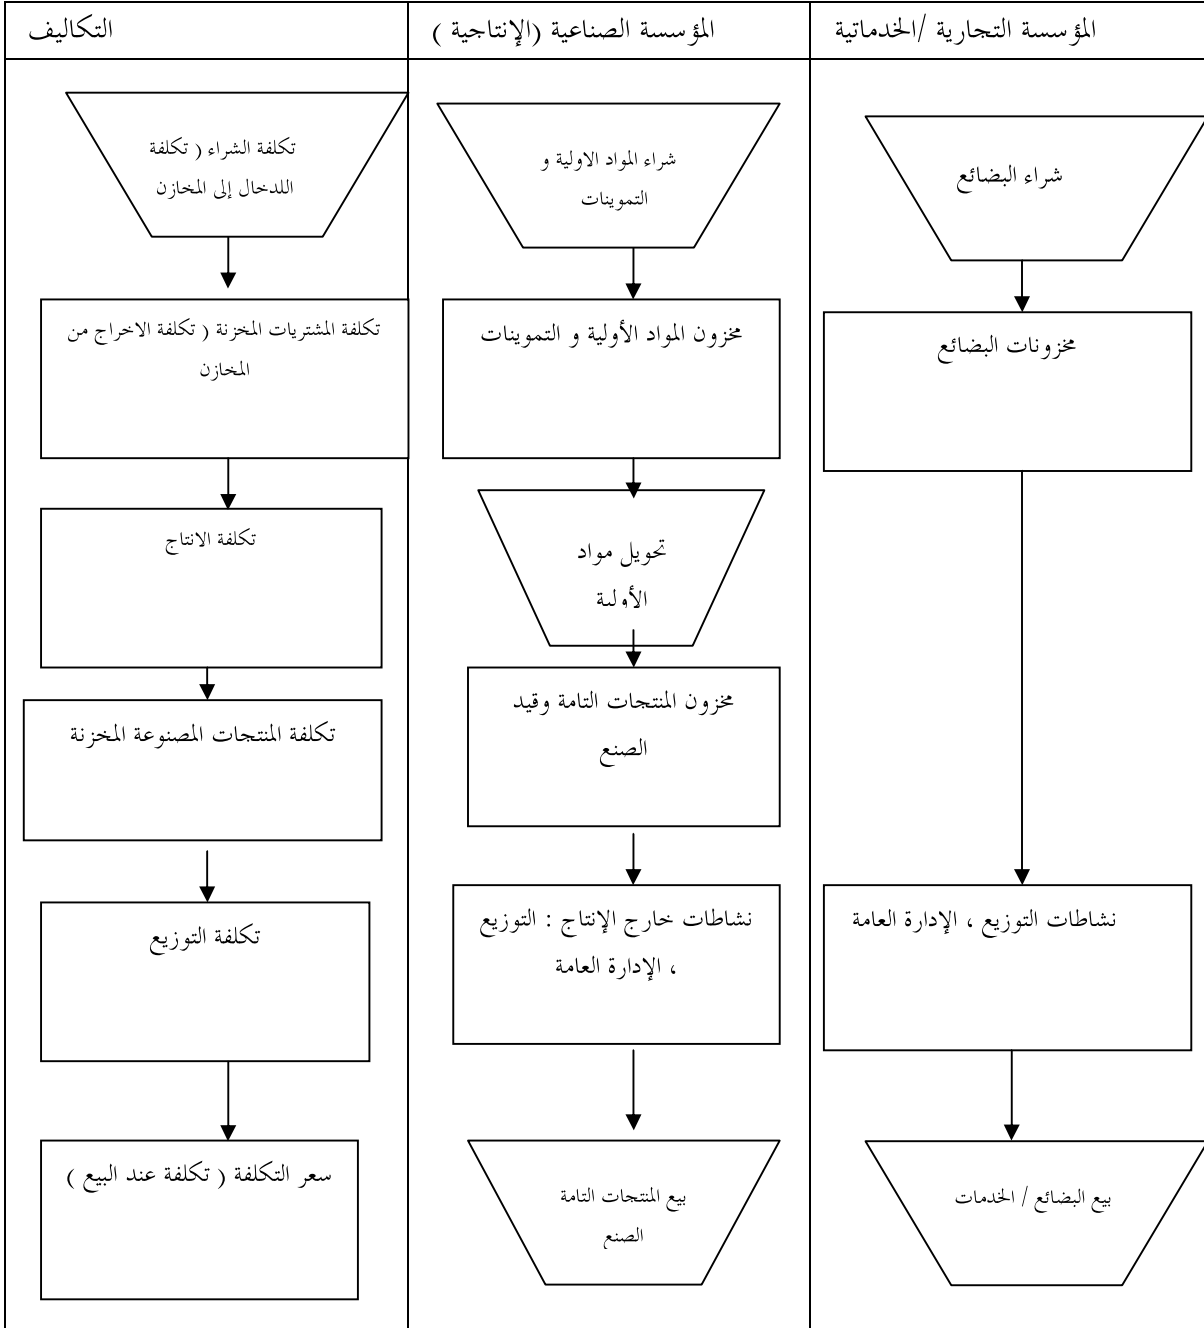 المؤسسة التجارية /الخدماتية
المؤسسة الصناعية (الإنتاجية )
التكاليف
شراء البضائع
مخزونات البضائع
نشاطات التوزيع ، الإدارة العامة
بيع البضائع / الخدمات
شراء المواد الاولية و
التموينات
مخزون المواد الأولية و التموينات
تحويل مواد
الأولية
مخزون المنتجات التامة وقيد
الصنع
نشاطات خارج الإنتاج : التوزيع
، الإدارة العامة
بيع المنتجات التامة
الصنع
تكلفة الشراء ( تكلفة
اللدخال إلى المخازن
تكلفة المشتريات المخزنة ( تكلفة الاخراج من
المخازن
تكلفة الانتاج
تكلفة المنتجات المصنوعة المخزنة
تكلفة التوزيع
سعر التكلفة ( تكلفة عند البيع )